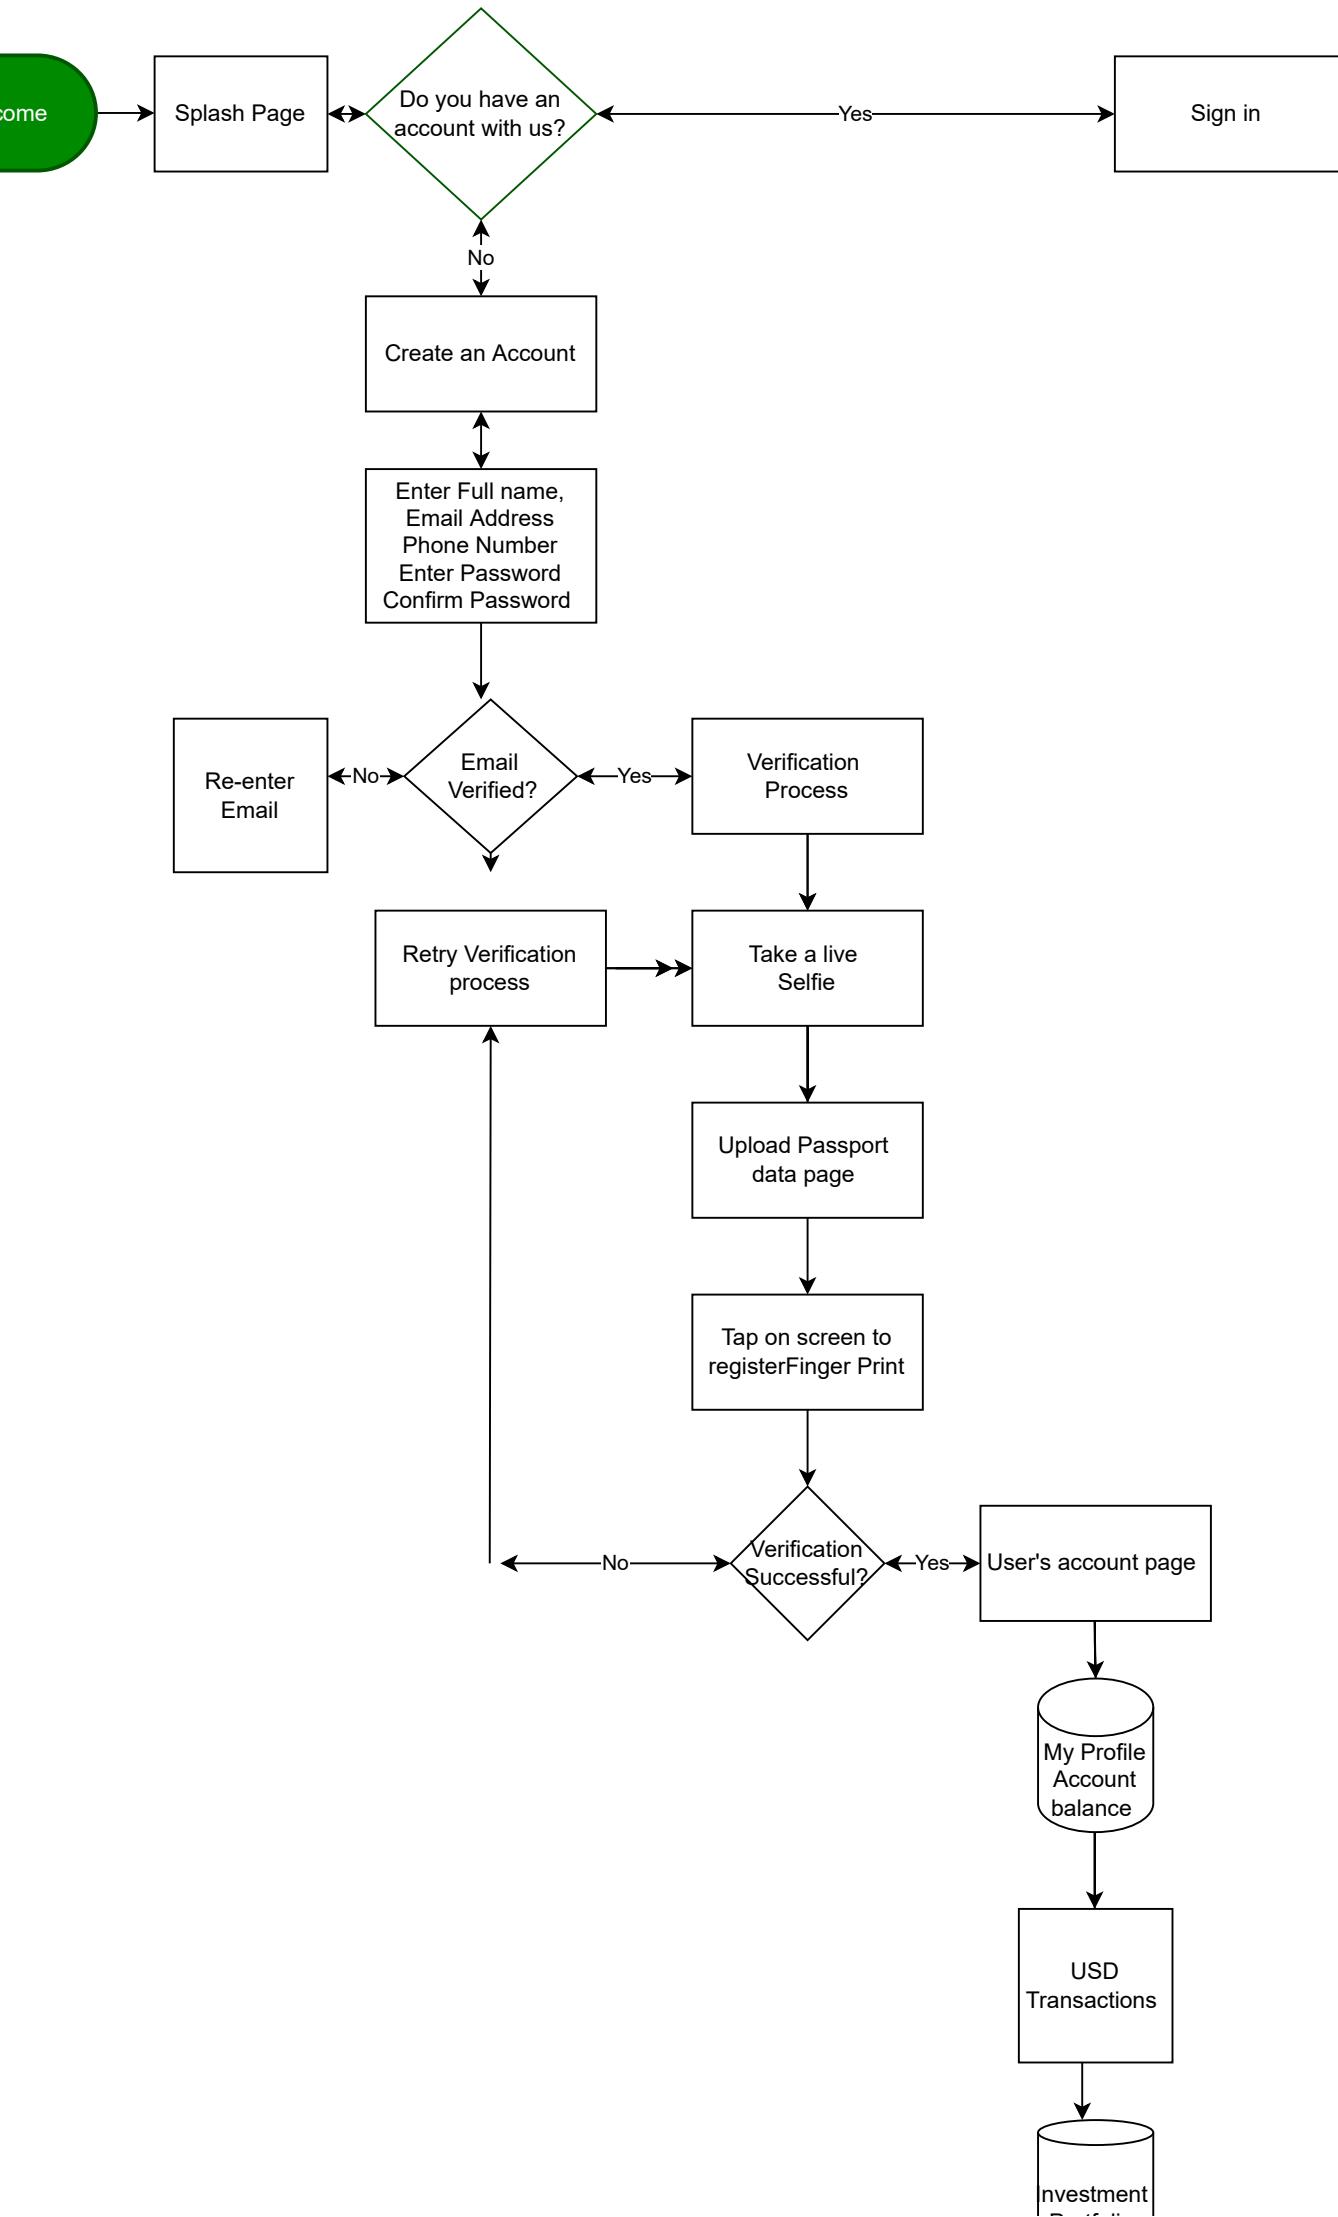 come
Splash Page
Do you have an
account with us?
Yes
Sign in
No
Create an Account
Enter Full name,
Email Address
Phone Number
Enter Password
Confirm Password
Re-enter
Email
No
Email
Verified?
Yes
Verification
Process
Retry Verification
process
Take a live
Selfie
Upload Passport
data page
Tap on screen to
registerFinger Print
No
Verification
Successful?
Yes
User's account page
My Profile
Account
balance
USD
Transactions
Investment